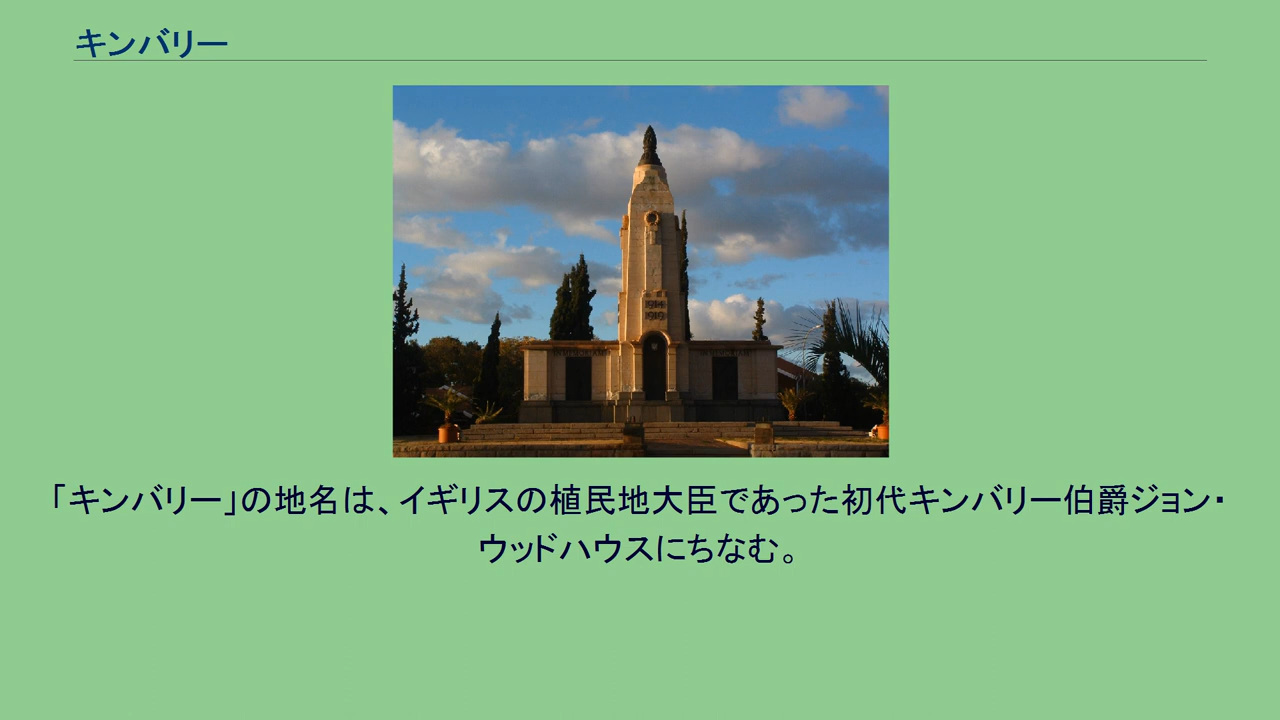 キンバリー
1914
1919
「キンバリー」の地名は、イギリスの植民地大臣であった初代キンバリー伯爵ジョン・
ウッドハウスにちなむ。